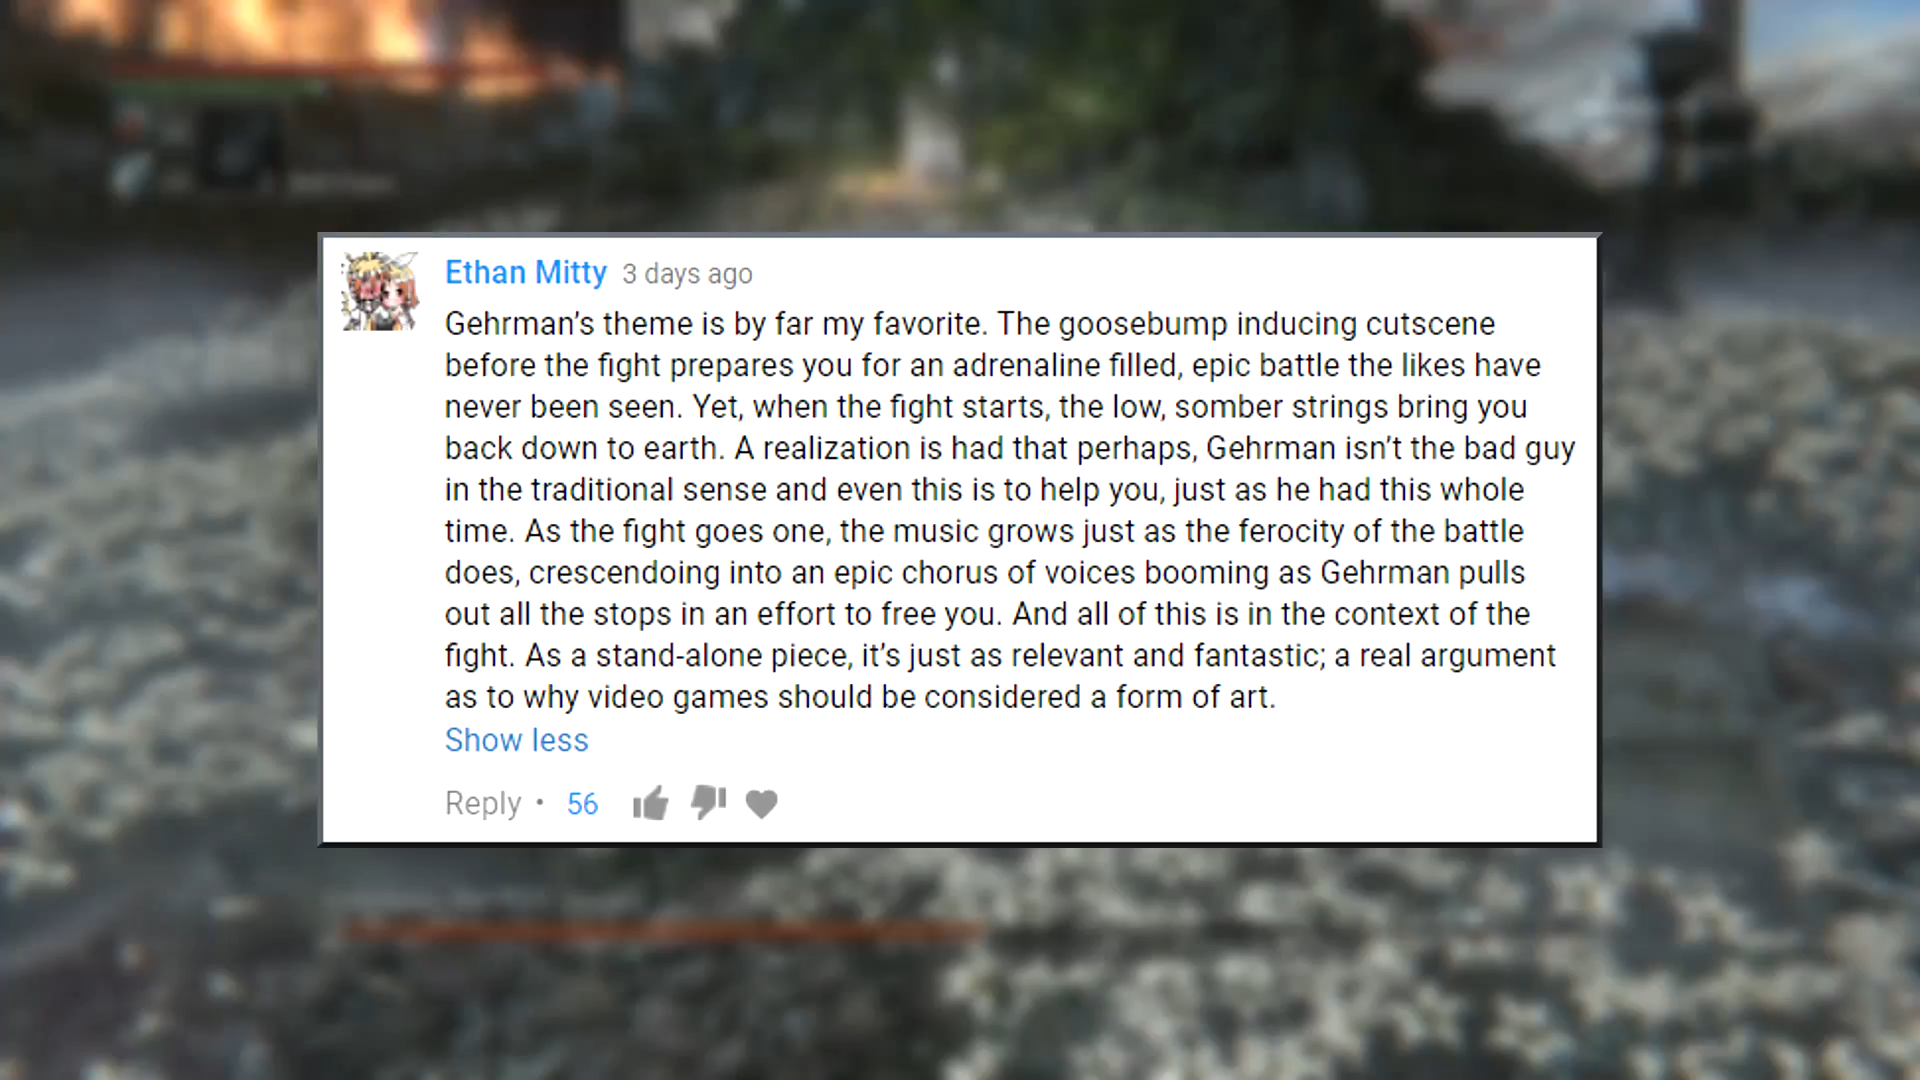 Ethan Mitty 3 days ago
Gehrman’s theme is by far my favorite. The goosebump inducing cutscene
before the fight prepares you for an adrenaline filled, epic battle the likes have
never been seen. Yet, when the fight starts, the low, somber strings bring you
back down to earth. A realization is had that perhaps, Gehrman isn’t the bad guy
in the traditional sense and even this is to help you, just as he had this whole
time. As the fight goes one, the music grows just as the ferocity of the battle
does, crescendoing into an epic chorus of voices booming as Gehrman pulls
out all the stops in an effort to free you. And all of this is in the context of the
fight. As a stand-alone piece, it’s just as relevant and fantastic; a real argument
as to why video games should be considered a form of art.
Show less
Reply • 56